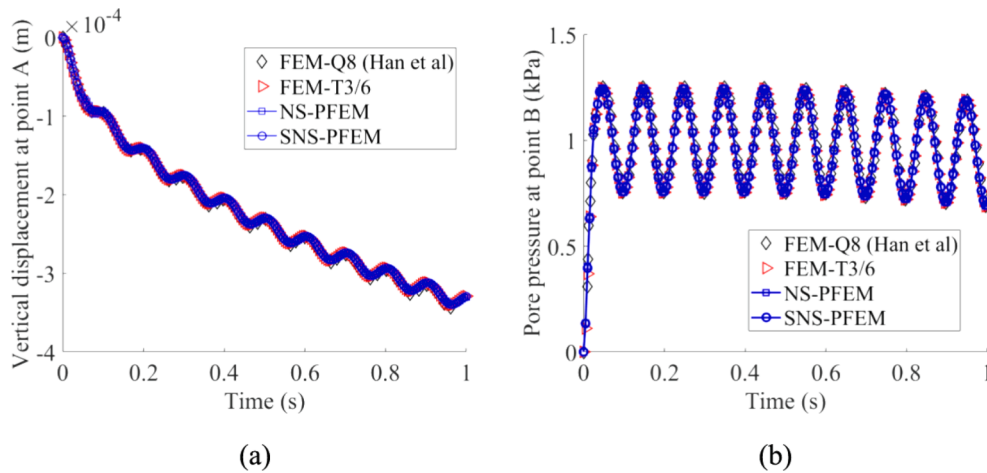 ×10⁻⁴
0
-1
-2
-3
-4
Vertical displacement at point A (m)
FEM-Q8 (Han et al)
FEM-T3/6
NS-PFEM
SNS-PFEM
0 0.2 0.4 0.6 0.8 1
Time (s)
(a)
1.5
1
0.5
0
Pore pressure at point B (kPa)
FEM-Q8 (Han et al)
FEM-T3/6
NS-PFEM
SNS-PFEM
0 0.2 0.4 0.6 0.8 1
Time (s)
(b)